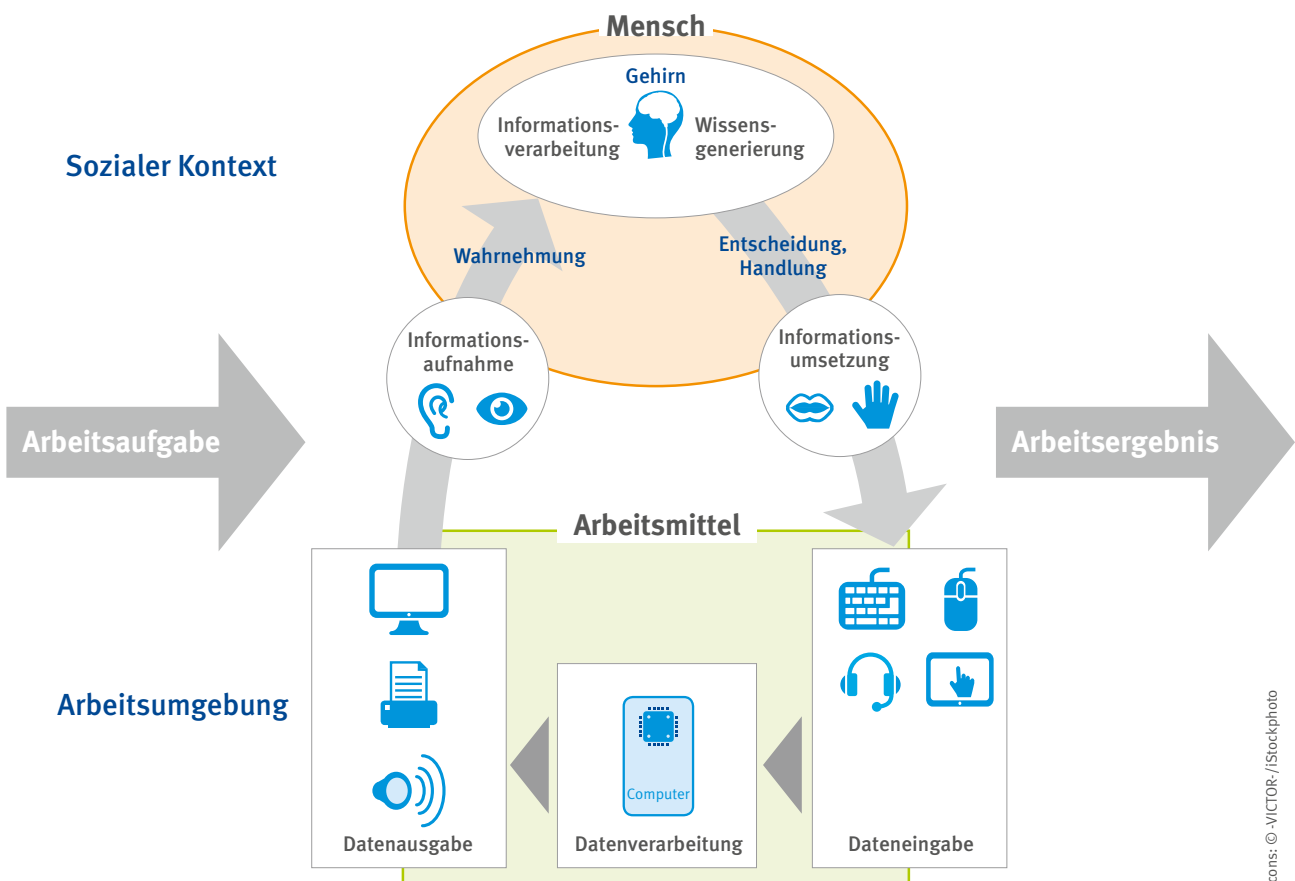 Mensch
Gehirn
Informations-
verarbeitung
Wissens-
generierung
Sozialer Kontext
Wahrnehmung
Entscheidung,
Handlung
Informations-
aufnahme
Informations-
umsetzung
Arbeitsaufgabe
Arbeitsergebnis
Arbeitsmittel
Arbeitsumgebung
Computer
Datenausgabe
Datenverarbeitung
Dateneingabe
cons: © -VICTOR-/iStockphoto